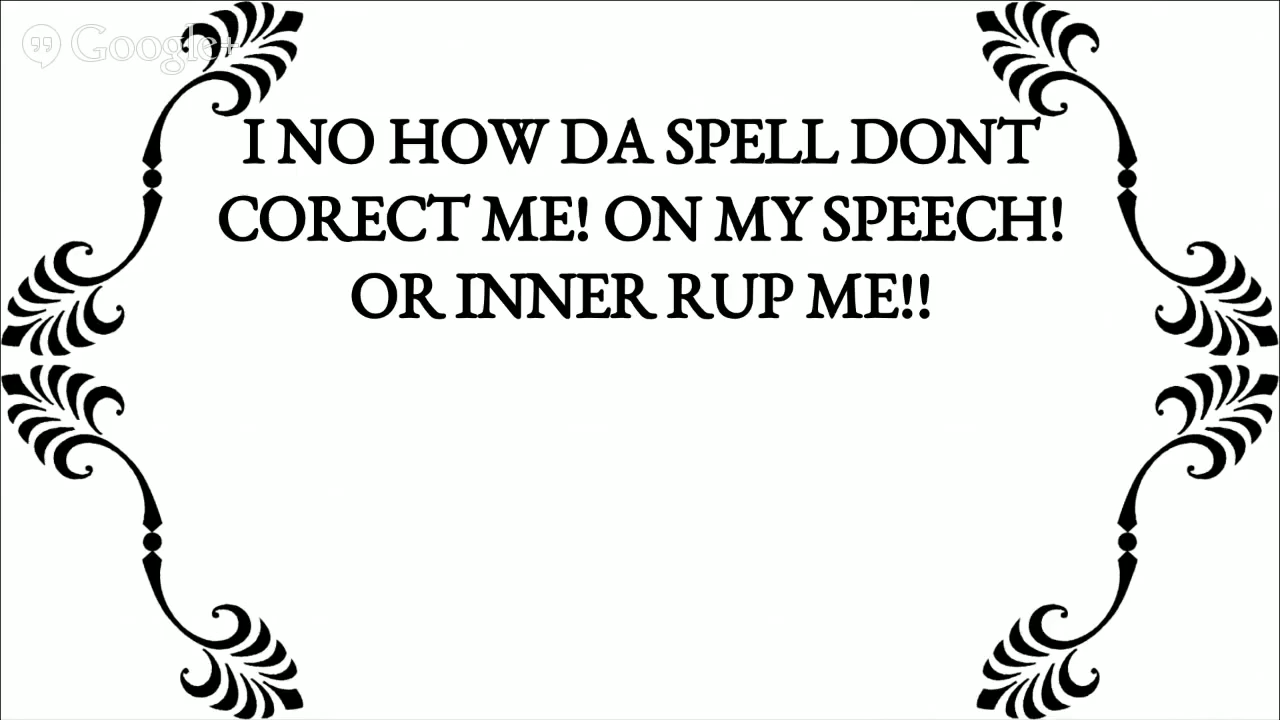 Google+
I NO HOW DA SPELL DONT
CORECT ME! ON MY SPEECH!
OR INNER RUP ME!!